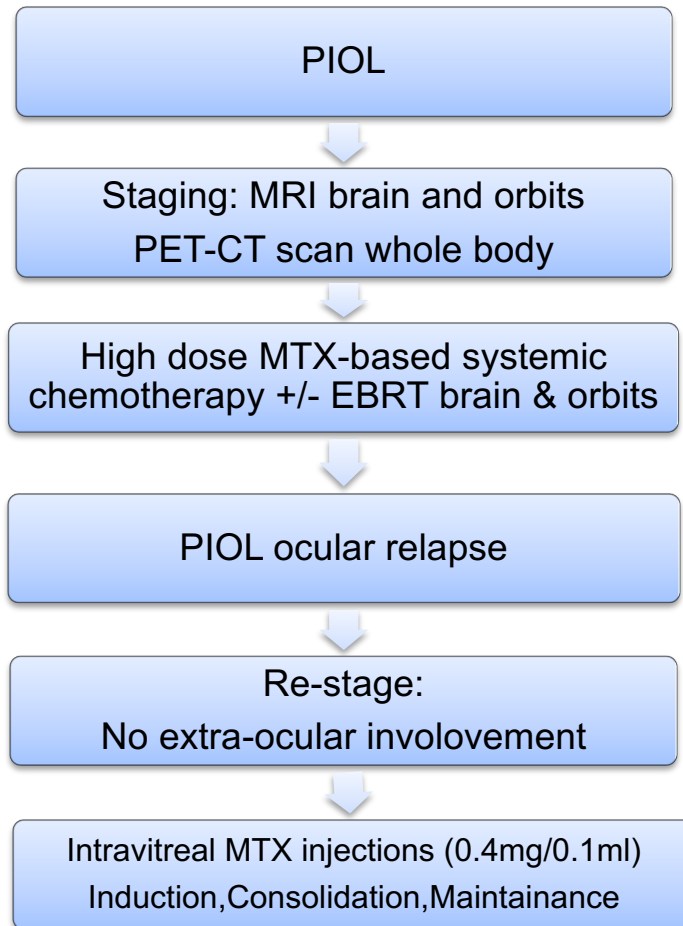 PIOL
Staging: MRI brain and orbits
PET-CT scan whole body
High dose MTX-based systemic
chemotherapy +/- EBRT brain & orbits
PIOL ocular relapse
Re-stage:
No extra-ocular involovement
Intravitreal MTX injections (0.4mg/0.1ml)
Induction,Consolidation,Maintainance